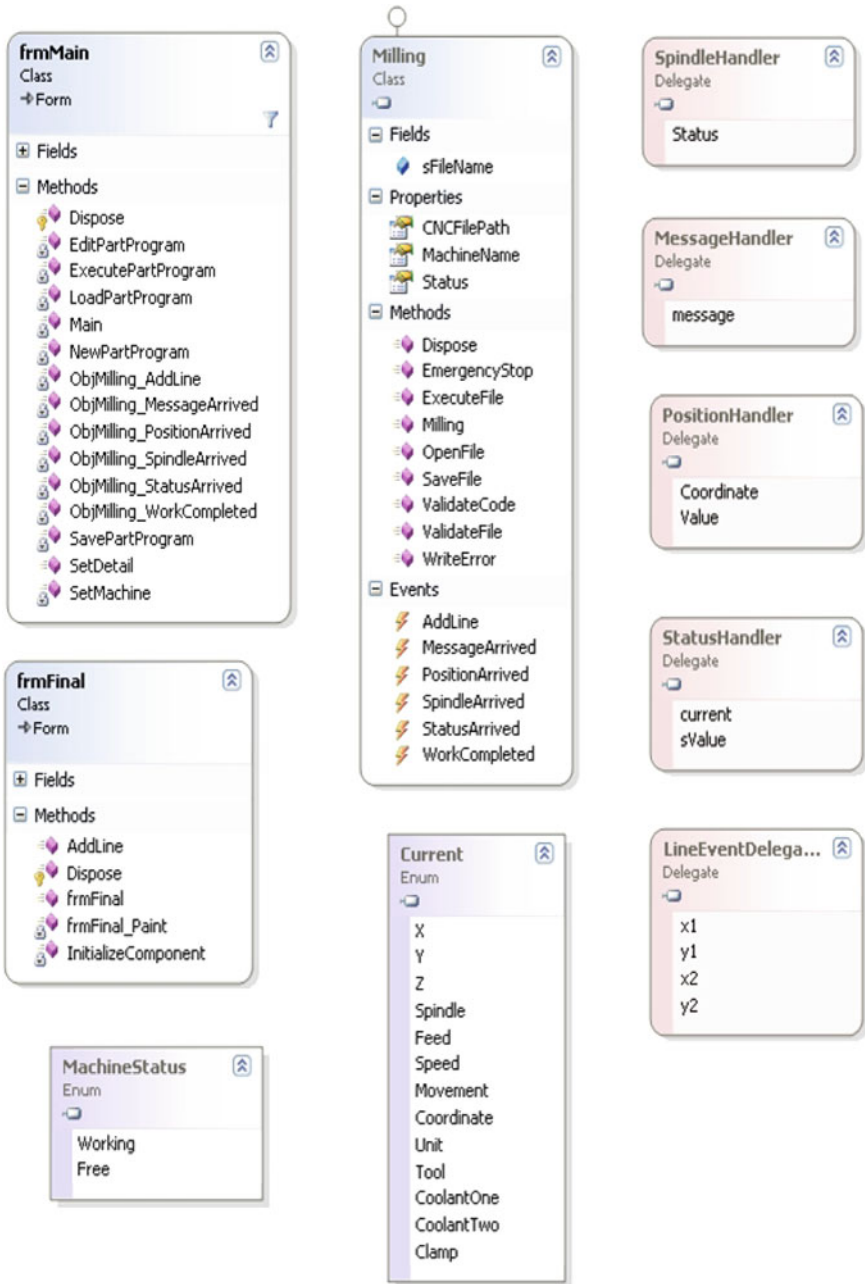 frmMain
Class
Form
Fields
Methods
Dispose
EditPartProgram
ExecutePartProgram
LoadPartProgram
Main
NewPartProgram
ObjMilling_AddLine
ObjMilling_MessageArrived
ObjMilling_PositionArrived
ObjMilling_SpindleArrived
ObjMilling_StatusArrived
ObjMilling_WorkCompleted
SavePartProgram
SetDetail
SetMachine
frmFinal
Class
Form
Fields
Methods
AddLine
Dispose
frmFinal
frmFinal_Paint
InitializeComponent
MachineStatus
Enum
Working
Free
Milling
Class
Fields
sFileName
Properties
CNCFilePath
MachineName
Status
Methods
Dispose
EmergencyStop
ExecuteFile
Milling
OpenFile
SaveFile
ValidateCode
ValidateFile
WriteError
Events
AddLine
MessageArrived
PositionArrived
SpindleArrived
StatusArrived
WorkCompleted
Current
Enum
X
Y
Z
Spindle
Feed
Speed
Movement
Coordinate
Unit
Tool
CoolantOne
CoolantTwo
Clamp
SpindleHandler
Delegate
Status
MessageHandler
Delegate
message
PositionHandler
Delegate
Coordinate
Value
StatusHandler
Delegate
current
sValue
LineEventDelega...
Delegate
x1
y1
x2
y2